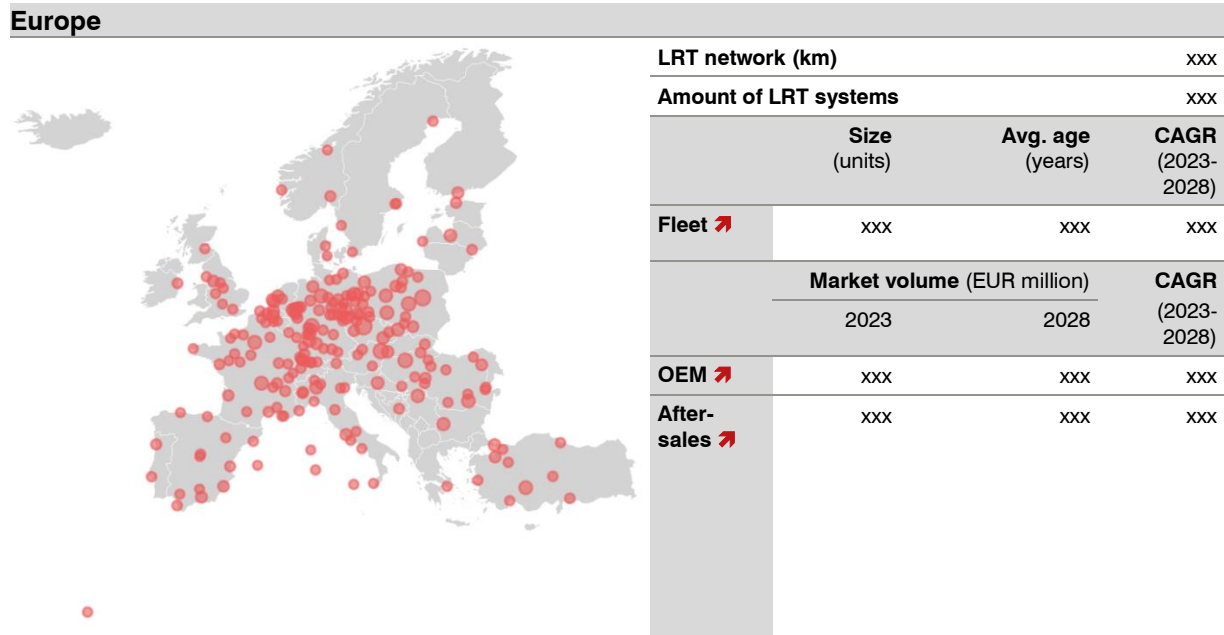 Europe
LRT network (km) xxx
Amount of LRT systems xxx
Size Avg. age CAGR
(units) (years) (2023-
2028)
Fleet xxx xxx xxx
Market volume (EUR million) CAGR
2023 2028 (2023-
2028)
OEM xxx xxx xxx
After- xxx xxx xxx
sales